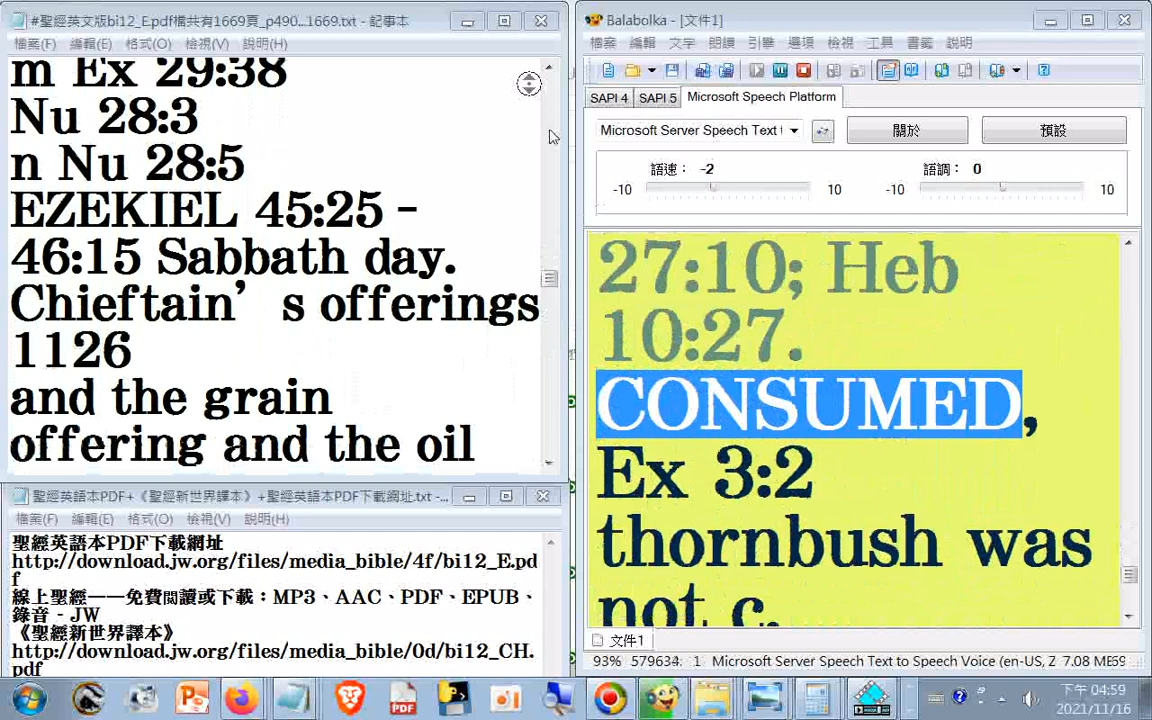 #聖經英文版bi12_E.pdf檔共有1669頁_p490...1669.txt - 記事本
檔案(F) 編輯(E) 格式(O) 檢視(V) 說明(H)
m Ex 29:38
Nu 28:3
n Nu 28:5
EZEKIEL 45:25 –
46:15 Sabbath day.
Chieftain’s offerings
1126
and the grain
offering and the oil
聖經英語本PDF+《聖經新世界譯本》+聖經英語本PDF下載網址.txt - ...
檔案(F) 編輯(E) 格式(O) 檢視(V) 說明(H)
聖經英語本PDF下載網址
http://download.jw.org/files/media_bible/4f/bi12_E.pd
f
線上聖經——免費閱讀或下載：MP3、AAC、PDF、EPUB、
錄音 - JW
《聖經新世界譯本》
http://download.jw.org/files/media_bible/0d/bi12_CH.
pdf
Balabolka - [文件1]
檔案 編輯 文字 朗讀 引擎 選項 檢視 工具 書籤 說明
SAPI 4 SAPI 5 Microsoft Speech Platform
Microsoft Server Speech Text 關於 預設
語速： -2 語調： 0
-10 10 -10 10
27:10; Heb
10:27.
CONSUMED,
Ex 3:2
thornbush was
not c.
文件1
93% 579634: 1 Microsoft Server Speech Text to Speech Voice (en-US, Z 7.08 ME
下午 04:59
2021/11/16